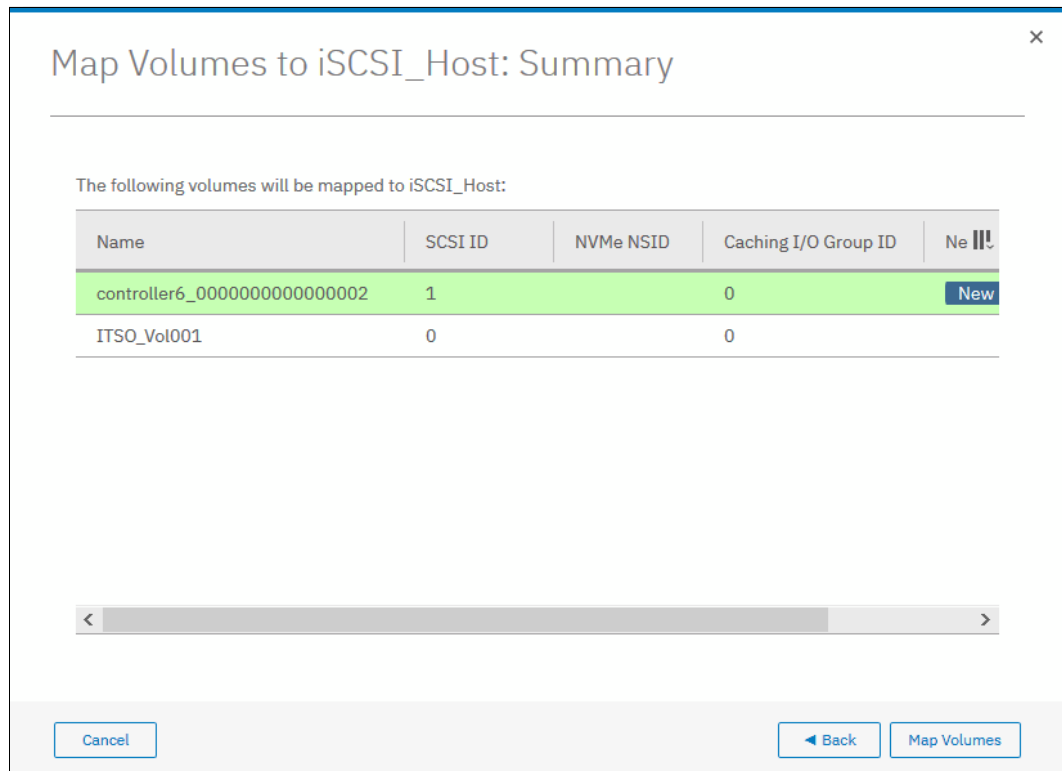 Map Volumes to iSCSI_Host: Summary
The following volumes will be mapped to iSCSI_Host:
Name SCSI ID NVMe NSID Caching I/O Group ID Ne
controller6_0000000000000002 1 0 New
ITSO_Vol001 0 0
Cancel Back Map Volumes